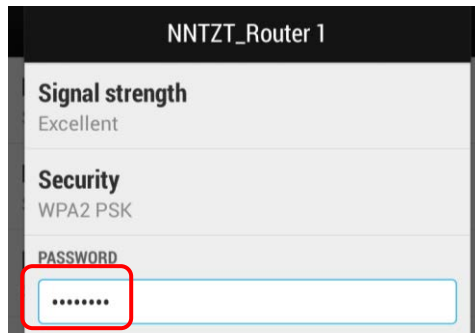 NNTZT_Router 1
Signal strength
Excellent
Security
WPA2 PSK
PASSWORD
••••••••